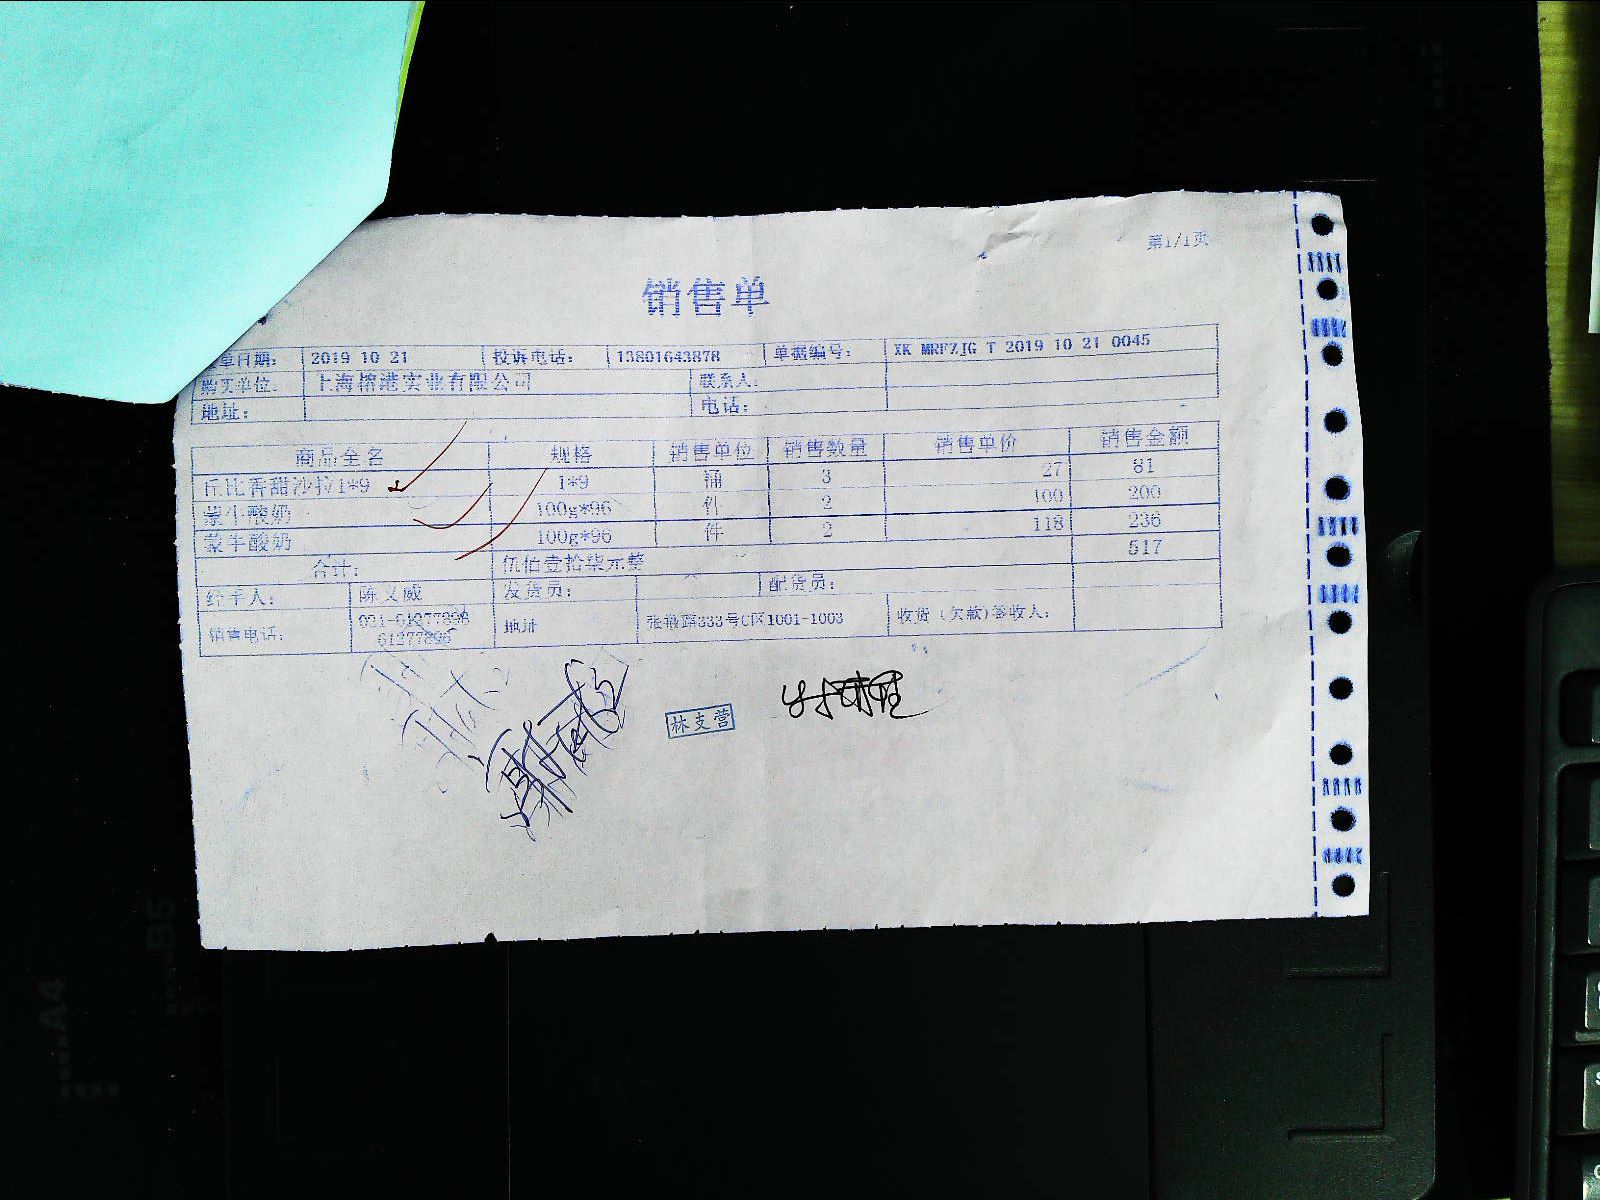 第1/1页
销售单
单日期: 2019 10 21 投诉电话: 13801643878 单据编号: XK MRFZJG T 2019 10 21 0045
购买单位: 上海 港实业有限公司 联系人:
地址: 电话:
商品全名 规格 销售单位 销售数量 销售单价 销售金额
丘比香甜沙拉1*9 1*9 桶 3 27 81
蒙牛酸奶 100g*96 件 2 100 200
蒙牛酸奶 100g*96 件 2 118 236
合计: 伍佰壹拾柒元整 517
经手人: 陈 威 发货员: 配货员:
销售电话: 021-61277896 地址 张 路333号C区1001-1003 收货(欠款)签收人:
61277896
林支营
A4
B5